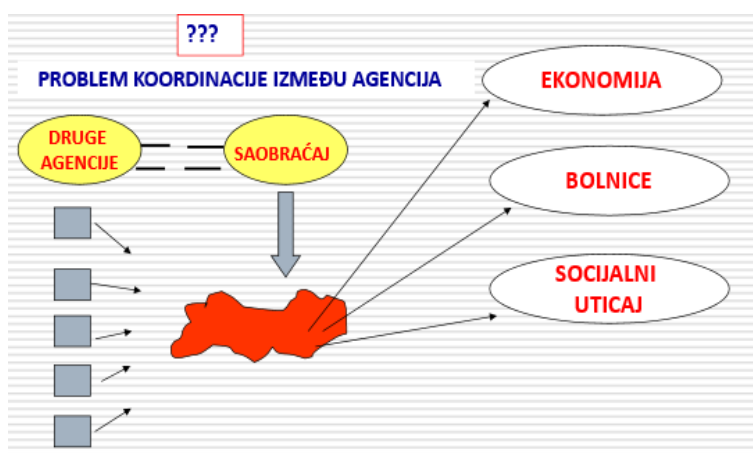 ???
PROBLEM KOORDINACIJE IZMEĐU AGENCIJA
EKONOMIJA
DRUGE
AGENCIJE
SAOBRAĆAJ
BOLNICE
SOCIJALNI
UTICAJ